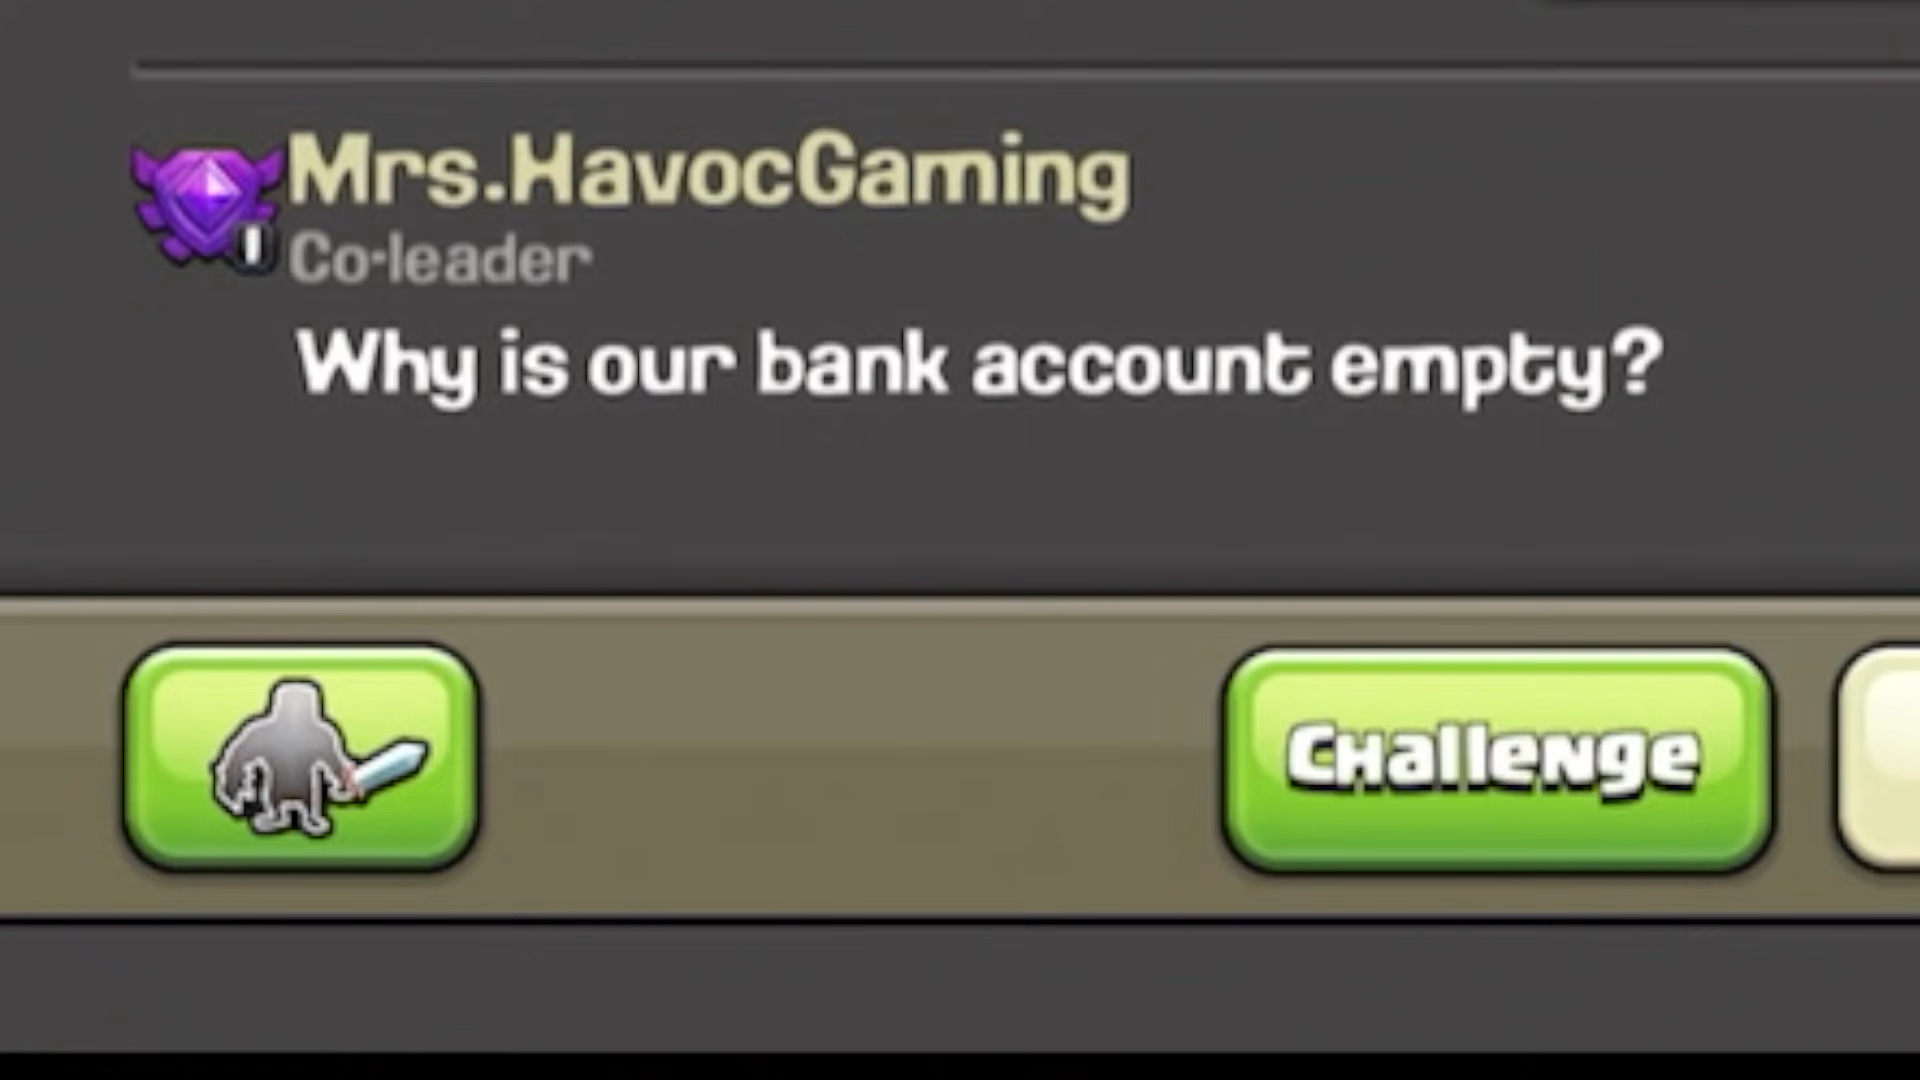 Mrs.HavocGaming
Co-leader
Why is our bank account empty?
Challenge